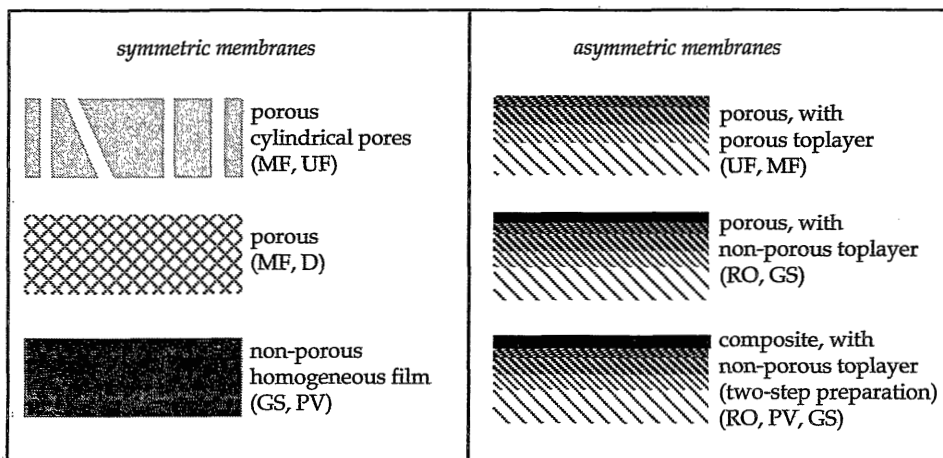 symmetric membranes
porous
cylindrical pores
(MF, UF)
porous
(MF, D)
non-porous
homogeneous film
(GS, PV)
asymmetric membranes
porous, with
porous toplayer
(UF, MF)
porous, with
non-porous toplayer
(RO, GS)
composite, with
non-porous toplayer
(two-step preparation)
(RO, PV, GS)